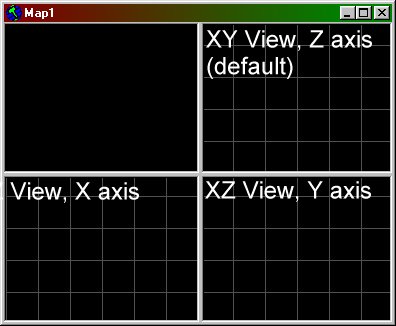 Map1
XY View, Z axis
(default)
View, X axis
XZ View, Y axis